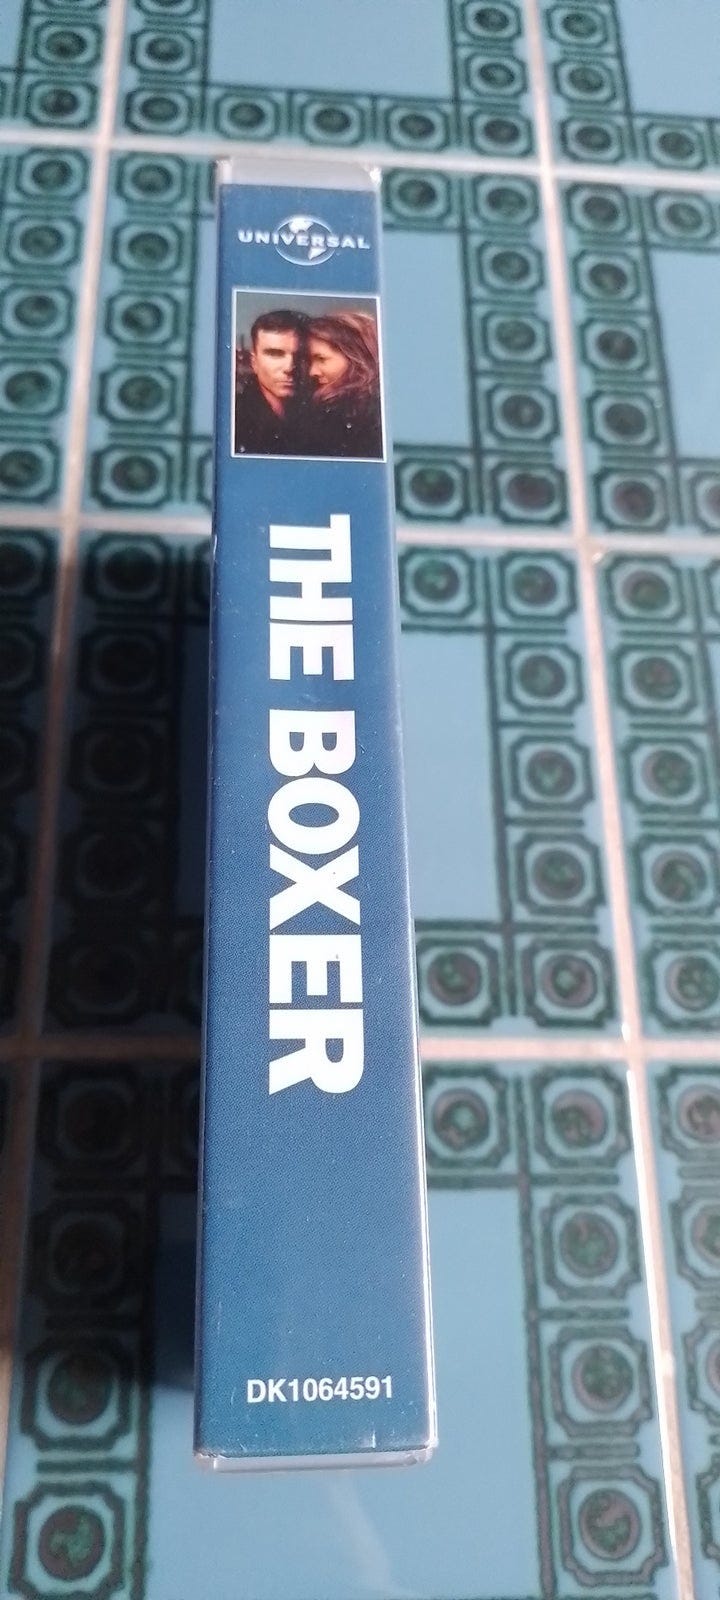 UNIVERSAL
THE BOXER
DK1064591